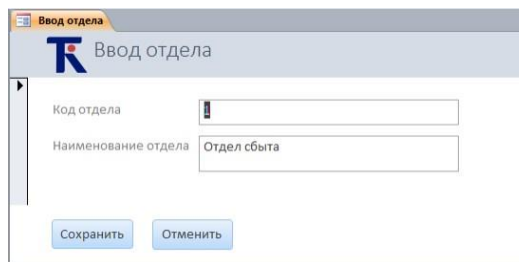 Ввод отдела
Ввод отдела
Код отдела 1
Наименование отдела Отдел сбыта
Сохранить Отменить